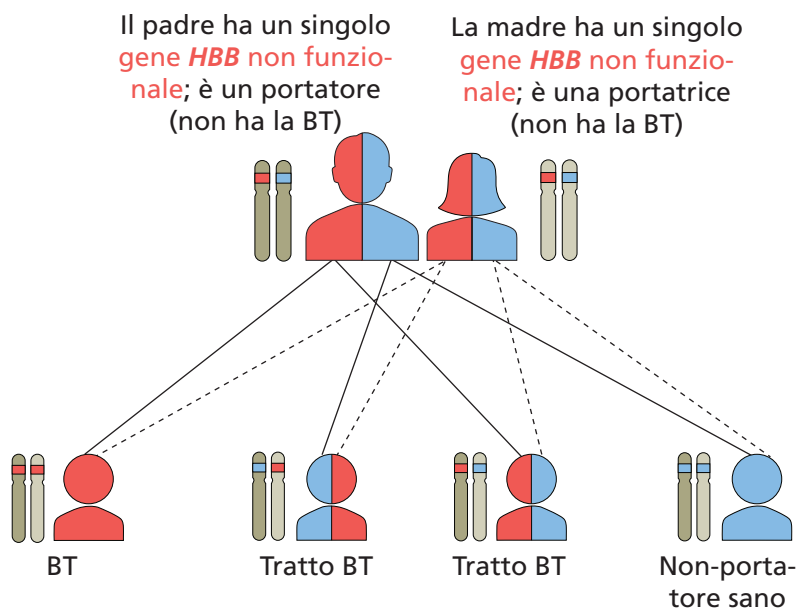 Il padre ha un singolo
gene HBB non funzio-
nale; è un portatore
(non ha la BT)
La madre ha un singolo
gene HBB non funzio-
nale; è una portatrice
(non ha la BT)
BT
Tratto BT
Tratto BT
Non-porta-
tore sano